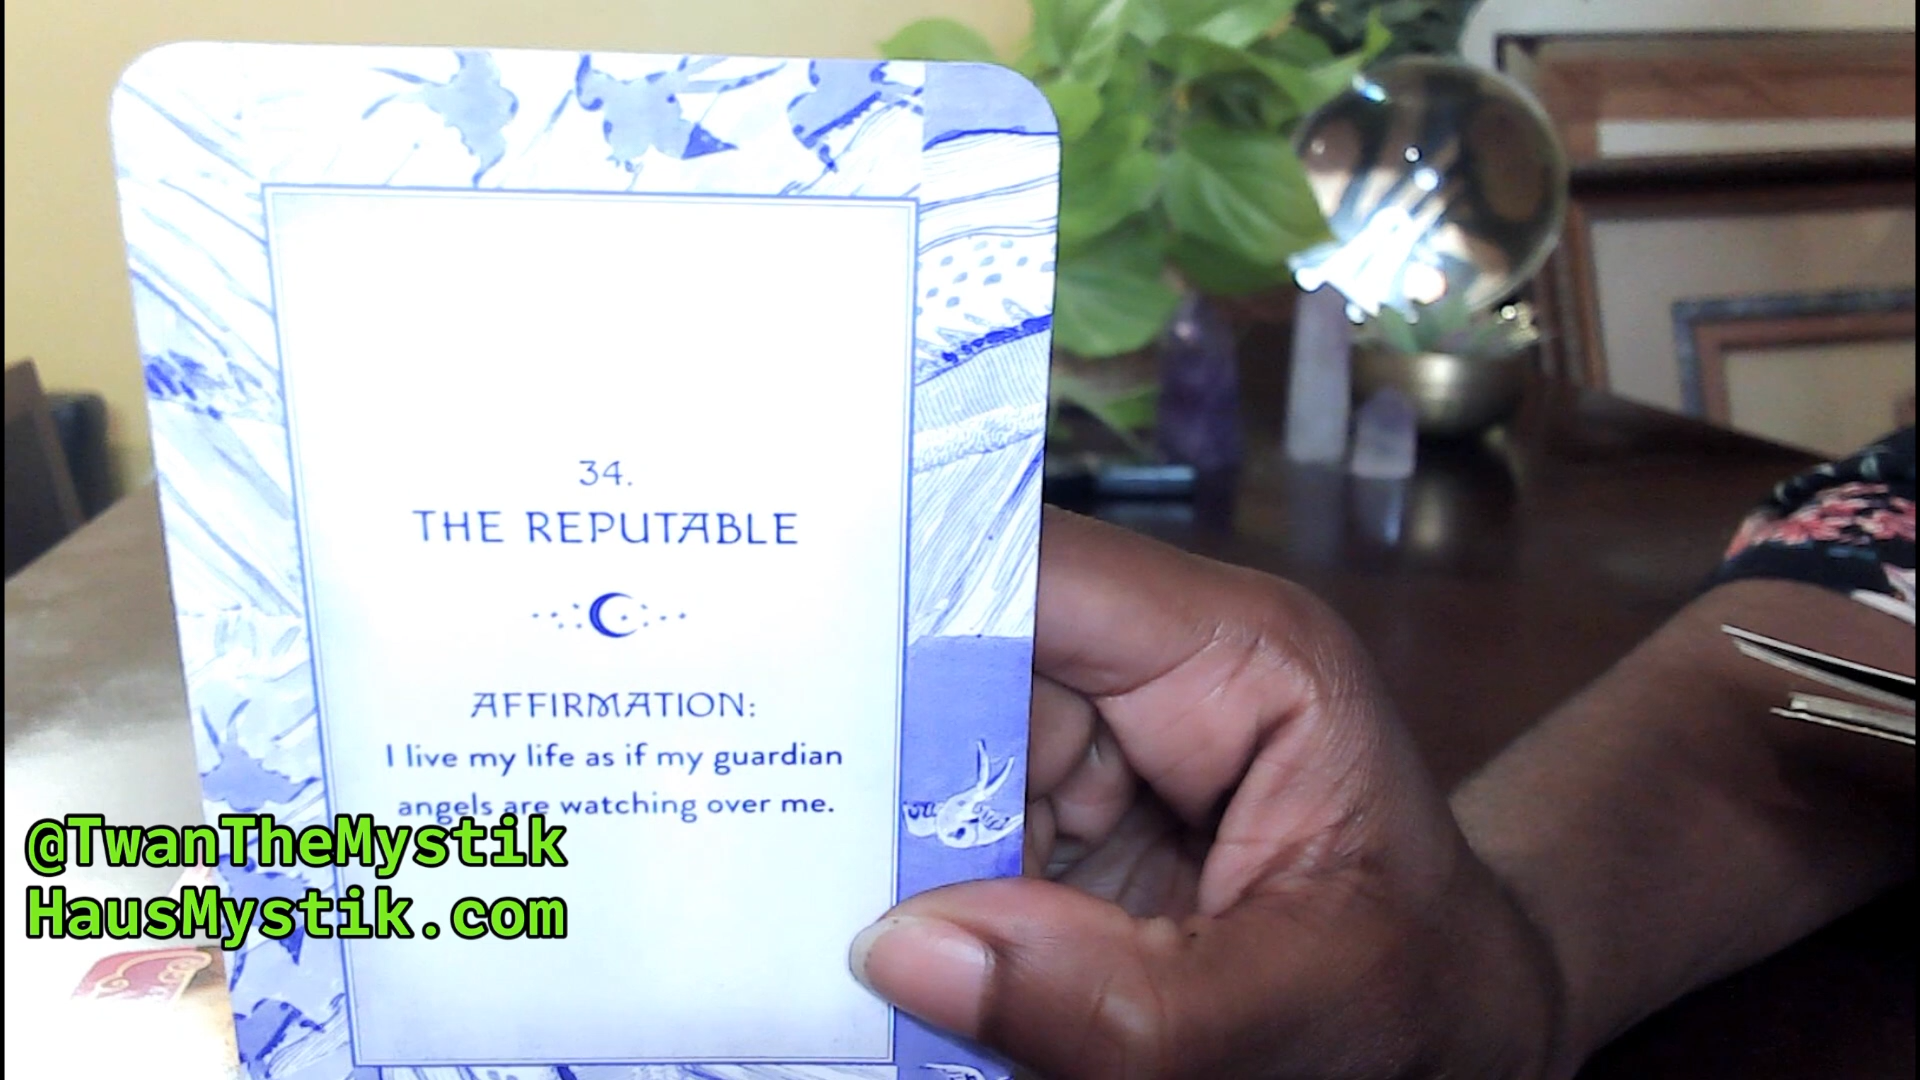 34.
THE REPUTABLE
AFFIRMATION:
I live my life as if my guardian
angels are watching over me.
@TwanTheMystik
HausMystik.com